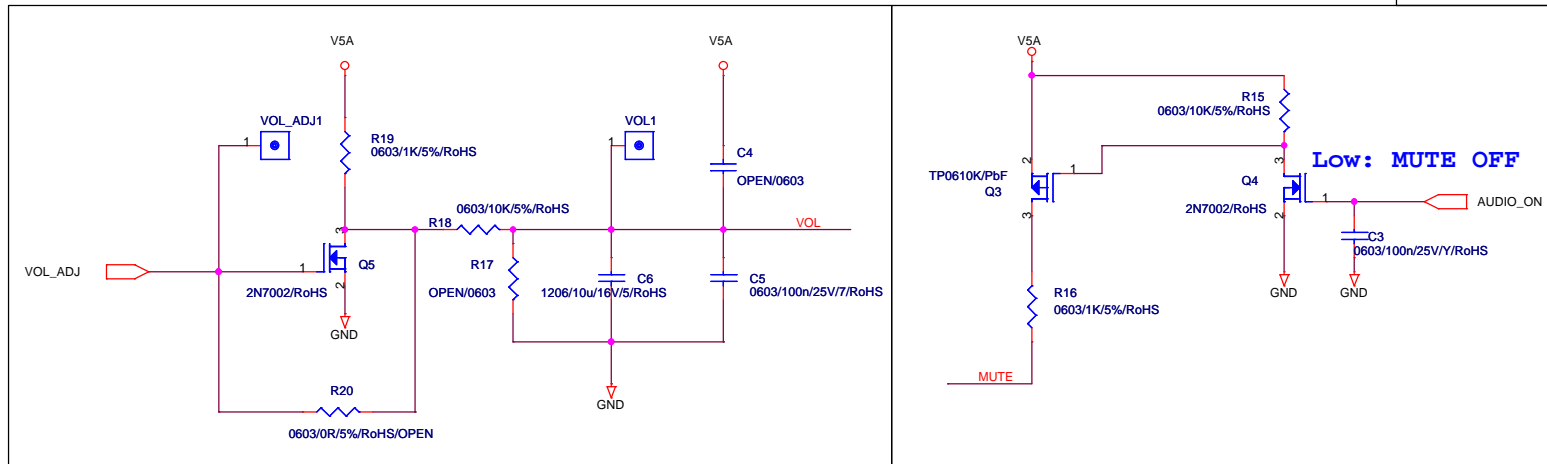 V5A
VOL_ADJ1
1
R19
0603/1K/5%/RoHS
VOL_ADJ
1
3
2
Q5
2N7002/RoHS
GND
R20
0603/0R/5%/RoHS/OPEN
0603/10K/5%/RoHS
R18
R17
OPEN/0603
VOL1
1
C6
1206/10u/16V/5/RoHS
GND
V5A
C4
OPEN/0603
VOL
C5
0603/100n/25V/7/RoHS
V5A
R15
0603/10K/5%/RoHS
Low: MUTE OFF
TP0610K/PbF
Q3
2
1
3
Q4
2N7002/RoHS
3
1
2
AUDIO_ON
C3
0603/100n/25V/Y/RoHS
GND
GND
R16
0603/1K/5%/RoHS
MUTE